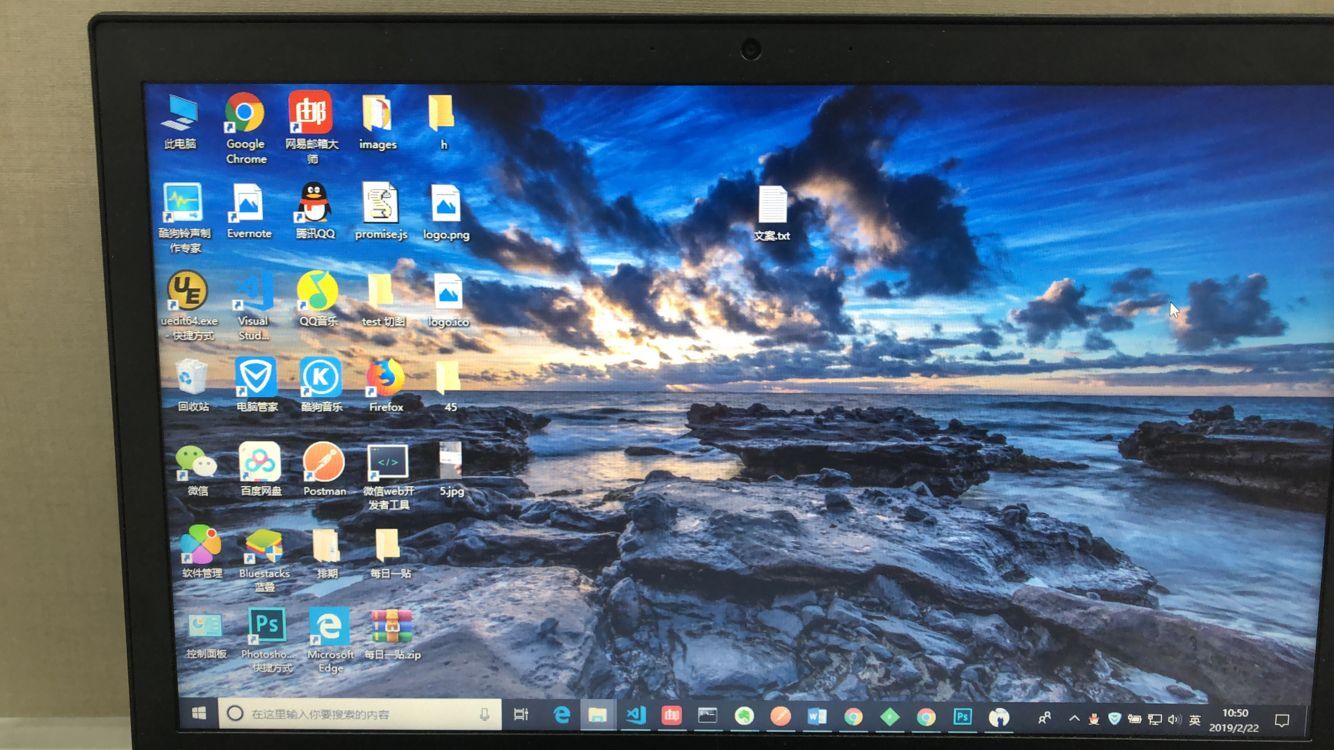 此电脑
Google
Chrome
邮
网易邮箱大
师
images
h
酷狗铃声制
作专家
Evernote
腾讯QQ
promise.js
logo.png
文案.txt
UE
uedit64.exe
- 快捷方式
Visual
Stud...
QQ音乐
test 切图
logo.ico
回收站
电脑管家
K
酷狗音乐
Firefox
45
微信
百度网盘
Postman
</>
微信web开
发者工具
5.jpg
软件管理
Bluestacks
蓝叠
排期
每日一贴
控制面板
Ps
Photosho...
- 快捷方式
Microsoft
Edge
每日一贴.zip
在这里输入你要搜索的内容
邮
Ps
英
10:50
2019/2/22